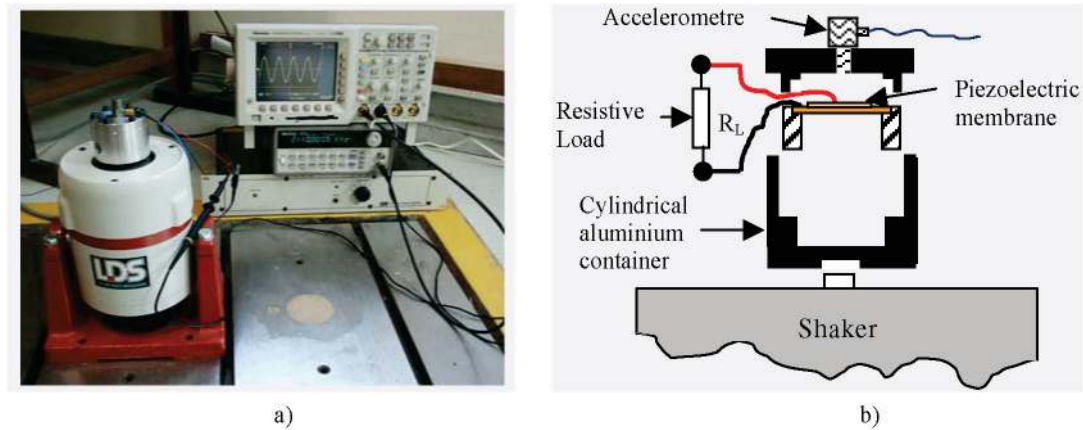 LDS
a)
Accelerometre
Resistive
Load
R_L
Piezoelectric
membrane
Cylindrical
aluminium
container
Shaker
b)